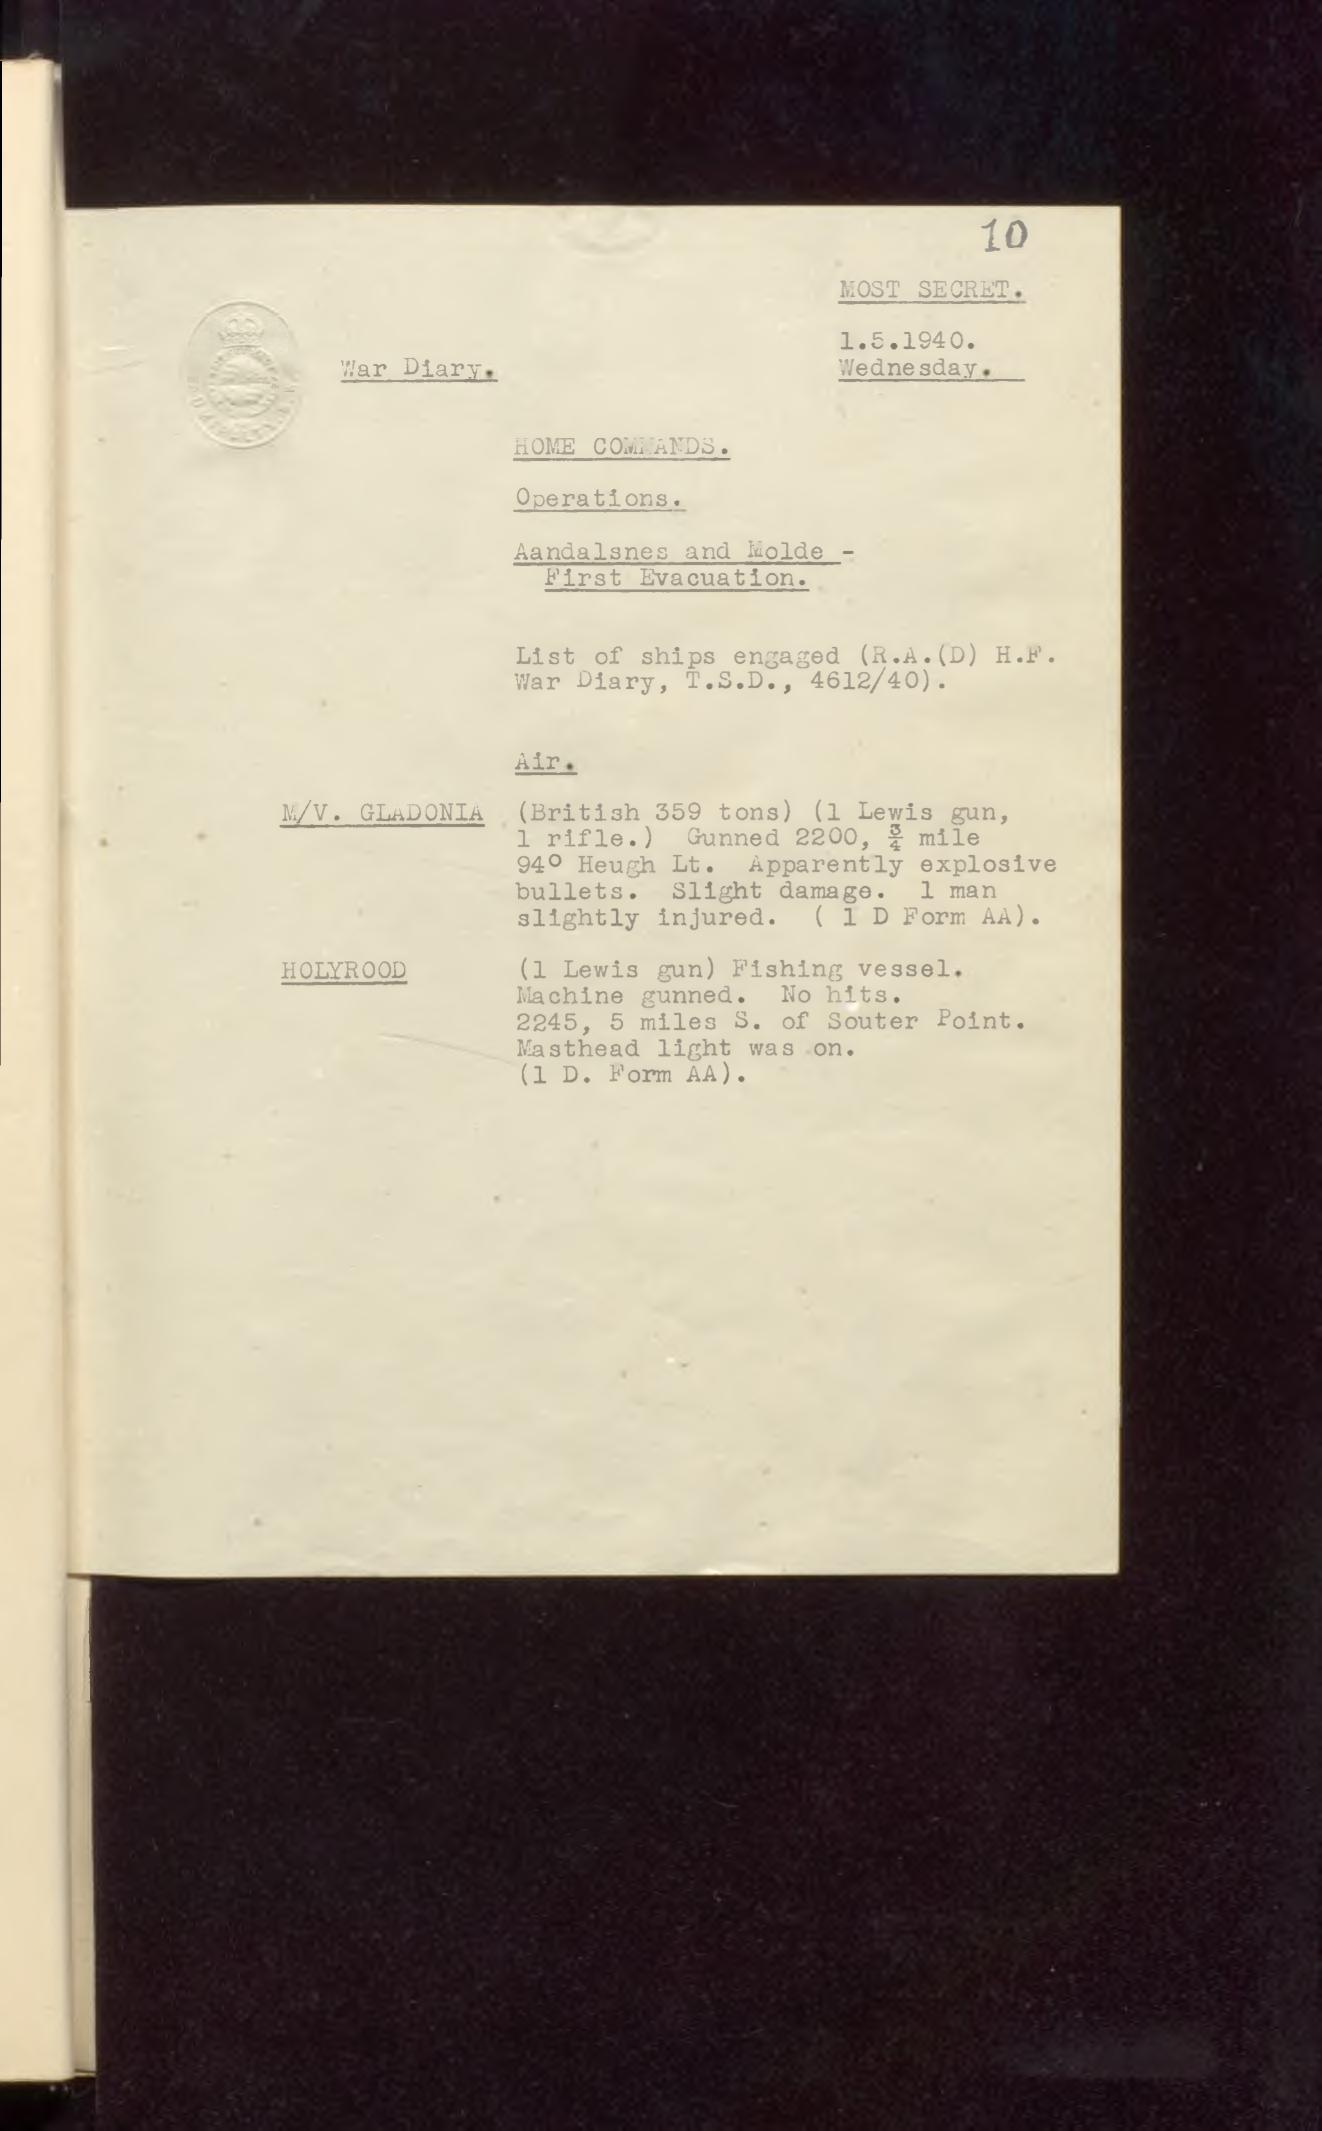 10
MOST SECRET.
1.5.1940.
War Diary.
Wednesday.
HOME COMMANDS.
Operations.
Aandalsnes and Molde -
First Evacuation.
List of ships engaged (R.A.(D) H.F.
War Diary, T.S.D., 4612/40).
Air.
M/V. GLADONIA (British 359 tons) (1 Lewis gun,
1 rifle.) Gunned 2200, ¾ mile
94° Heugh Lt. Apparently explosive
bullets. Slight damage. 1 man
slightly injured. ( 1 D Form AA).
HOLYROOD (1 Lewis gun) Fishing vessel.
Machine gunned. No hits.
2245, 5 miles S. of Souter Point.
Masthead light was on.
(1 D. Form AA).